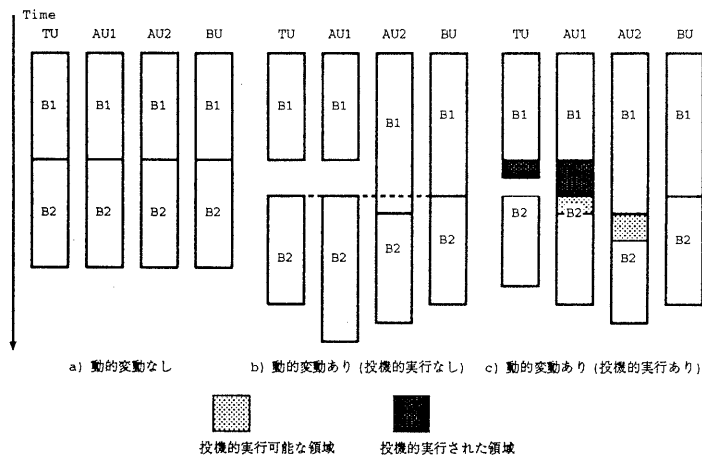 Time
TU AU1 AU2 BU TU AU1 AU2 BU TU AU1 AU2 BU
B1 B1 B1 B1 B1 B1 B1 B1 B1 B1 B1 B1
B2 B2 B2 B2 B2 B2 B2 B2 B2 B2 B2 B2
a) 動的変動なし b) 動的変動あり (投機的実行なし) c) 動的変動あり (投機的実行あり)
投機的実行可能な領域 投機的実行された領域